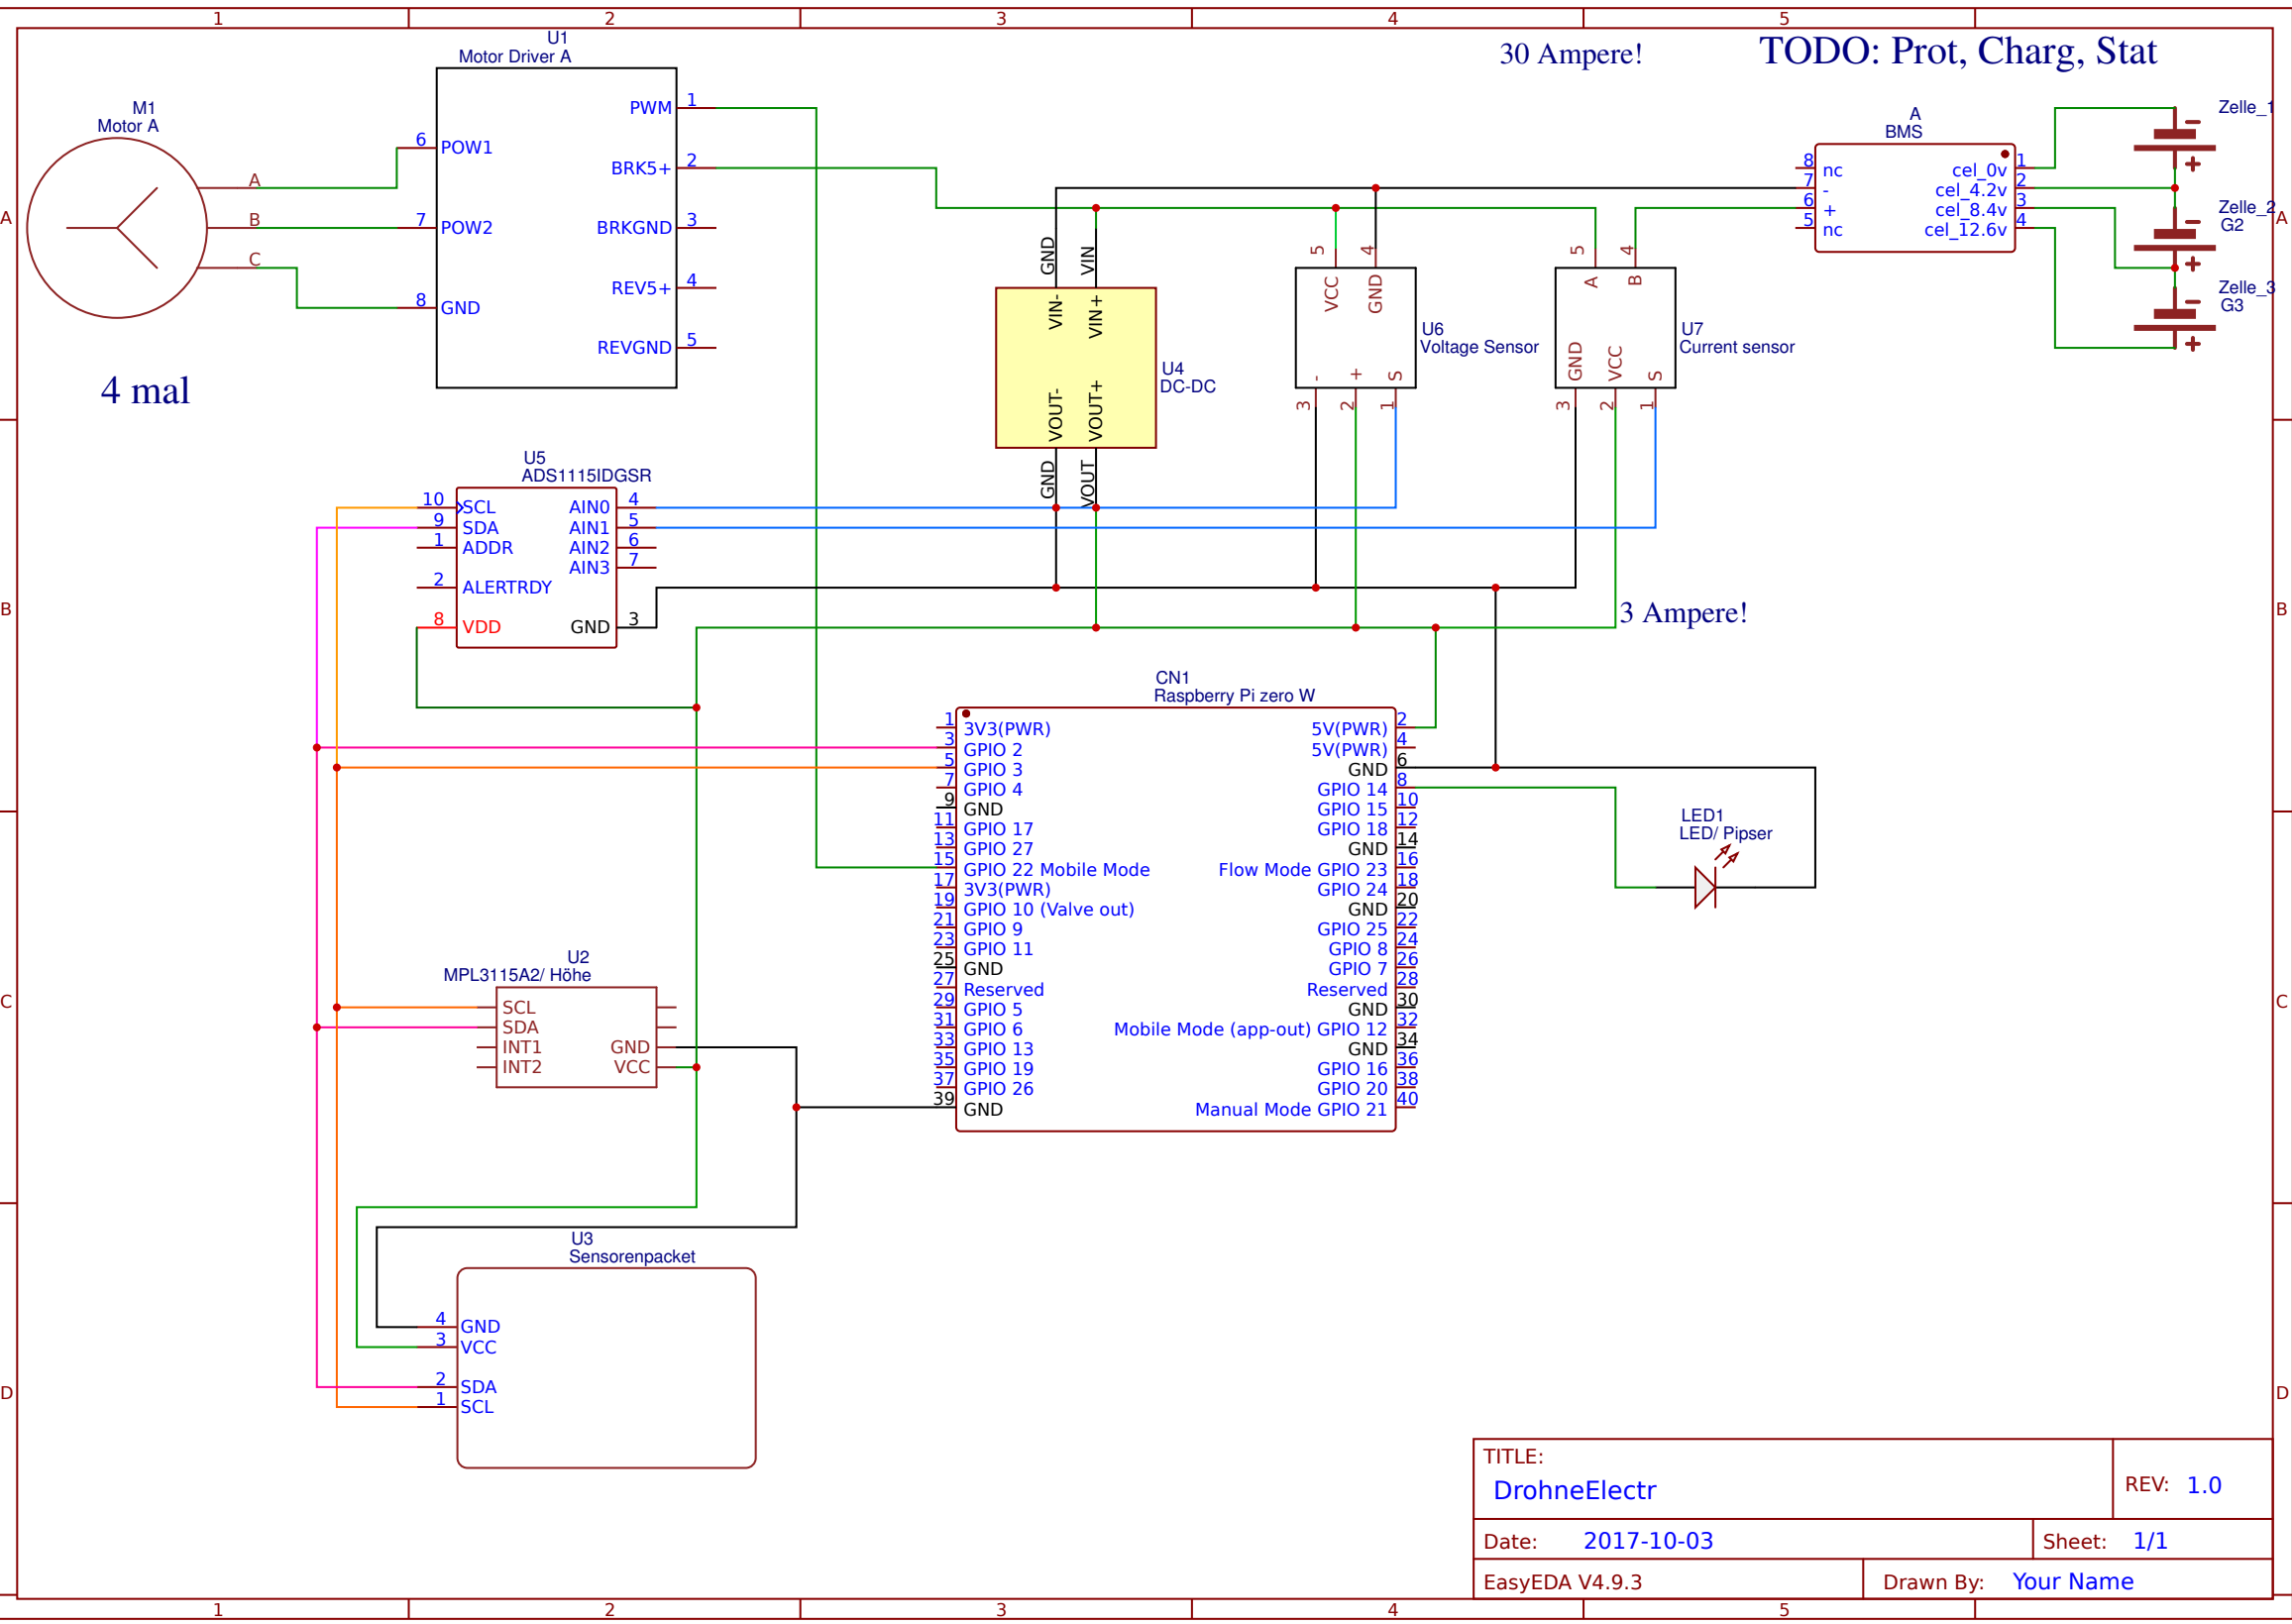 1 2 3 4 5
30 Ampere! TODO: Prot, Charg, Stat
U1
Motor Driver A
M1
Motor A
A
B
C
6 POW1
7 POW2
8 GND
PWM 1
BRK5+ 2
BRKGND 3
REV5+ 4
REVGND 5
4 mal
GND VIN
VIN- VIN+
VOUT- VOUT+
GND VOUT
U4
DC-DC
5 4
VCC GND
- + S
3 2 1
U6
Voltage Sensor
5 4
A B
GND VCC S
3 2 1
U7
Current sensor
A
BMS
8 nc
7 -
6 +
5 nc
cel_0v 1
cel_4.2v 2
cel_8.4v 3
cel_12.6v 4
Zelle_1
- +
Zelle_2
G2
- +
Zelle_3
G3
- +
A A
U5
ADS1115IDGSR
10 SCL
9 SDA
1 ADDR
2 ALERTRDY
8 VDD
AIN0 4
AIN1 5
AIN2 6
AIN3 7
GND 3
B B
3 Ampere!
CN1
Raspberry Pi zero W
1 3V3(PWR) 5V(PWR) 2
3 GPIO 2 5V(PWR) 4
5 GPIO 3 GND 6
7 GPIO 4 GPIO 14 8
9 GND GPIO 15 10
11 GPIO 17 GPIO 18 12
13 GPIO 27 GND 14
15 GPIO 22 Mobile Mode Flow Mode GPIO 23 16
17 3V3(PWR) GPIO 24 18
19 GPIO 10 (Valve out) GND 20
21 GPIO 9 GPIO 25 22
23 GPIO 11 GPIO 8 24
25 GND GPIO 7 26
27 Reserved Reserved 28
29 GPIO 5 GND 30
31 GPIO 6 Mobile Mode (app-out) GPIO 12 32
33 GPIO 13 GND 34
35 GPIO 19 GPIO 16 36
37 GPIO 26 GPIO 20 38
39 GND Manual Mode GPIO 21 40
LED1
LED/ Pipser
U2
MPL3115A2/ Höhe
SCL
SDA
INT1 GND
INT2 VCC
C C
U3
Sensorenpacket
4 GND
3 VCC
2 SDA
1 SCL
D D
TITLE:
DrohneElectr
REV: 1.0
Date: 2017-10-03 Sheet: 1/1
EasyEDA V4.9.3 Drawn By: Your Name
1 2 3 4 5